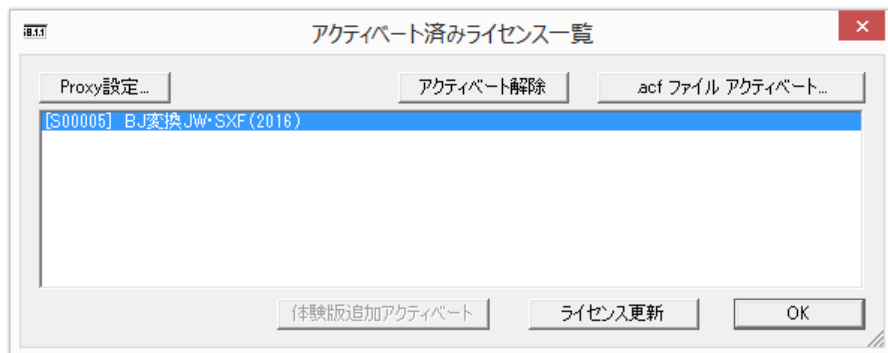 アクティベート済みライセンス一覧
Proxy設定...
アクティベート解除
.acf ファイル アクティベート...
[S00005] BJ変換JW・SXF(2016)
体験版追加アクティベート
ライセンス更新
OK